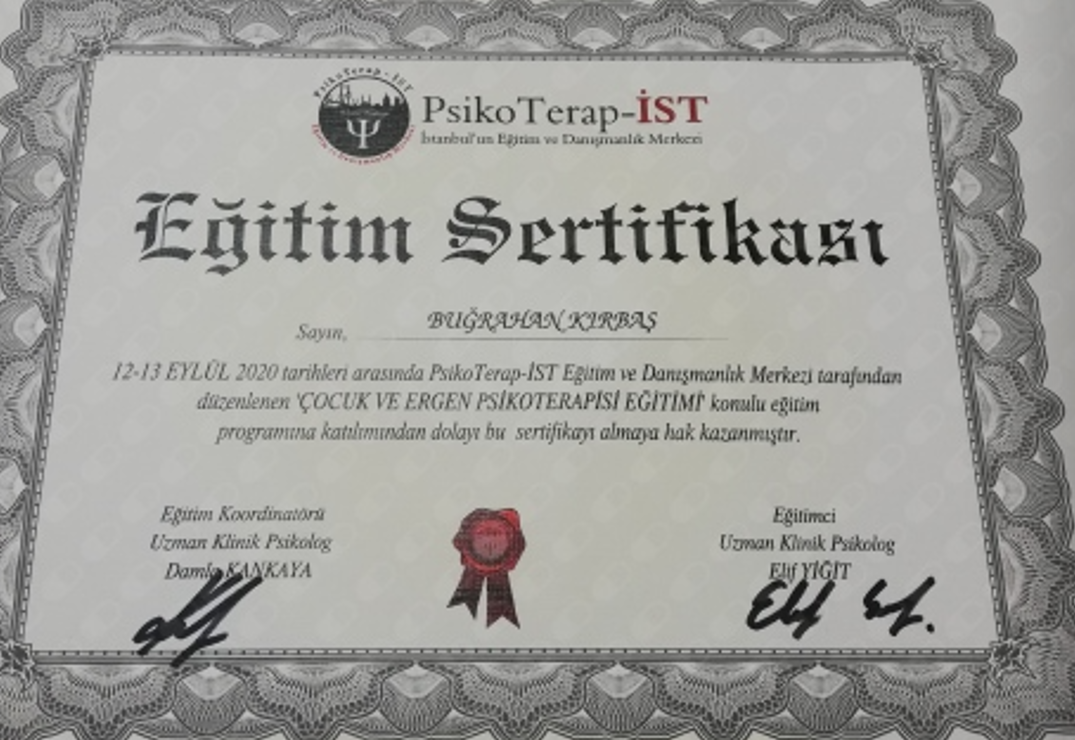 PsikoTerap - İST
PsikoTerap-İST
İstanbul'un Eğitim ve Danışmanlık Merkezi
Eğitim Sertifikası
Sayın, BUĞRAHAN KIRBAŞ
12-13 EYLÜL 2020 tarihleri arasında PsikoTerap-İST Eğitim ve Danışmanlık Merkezi tarafından
düzenlenen 'ÇOCUK VE ERGEN PSİKOTERAPİSİ EĞİTİMİ' konulu eğitim
programına katılımından dolayı bu sertifikayı almaya hak kazanmıştır.
Eğitim Koordinatörü
Uzman Klinik Psikolog
Damla KANKAYA
Eğitimci
Uzman Klinik Psikolog
Elif YİĞİT